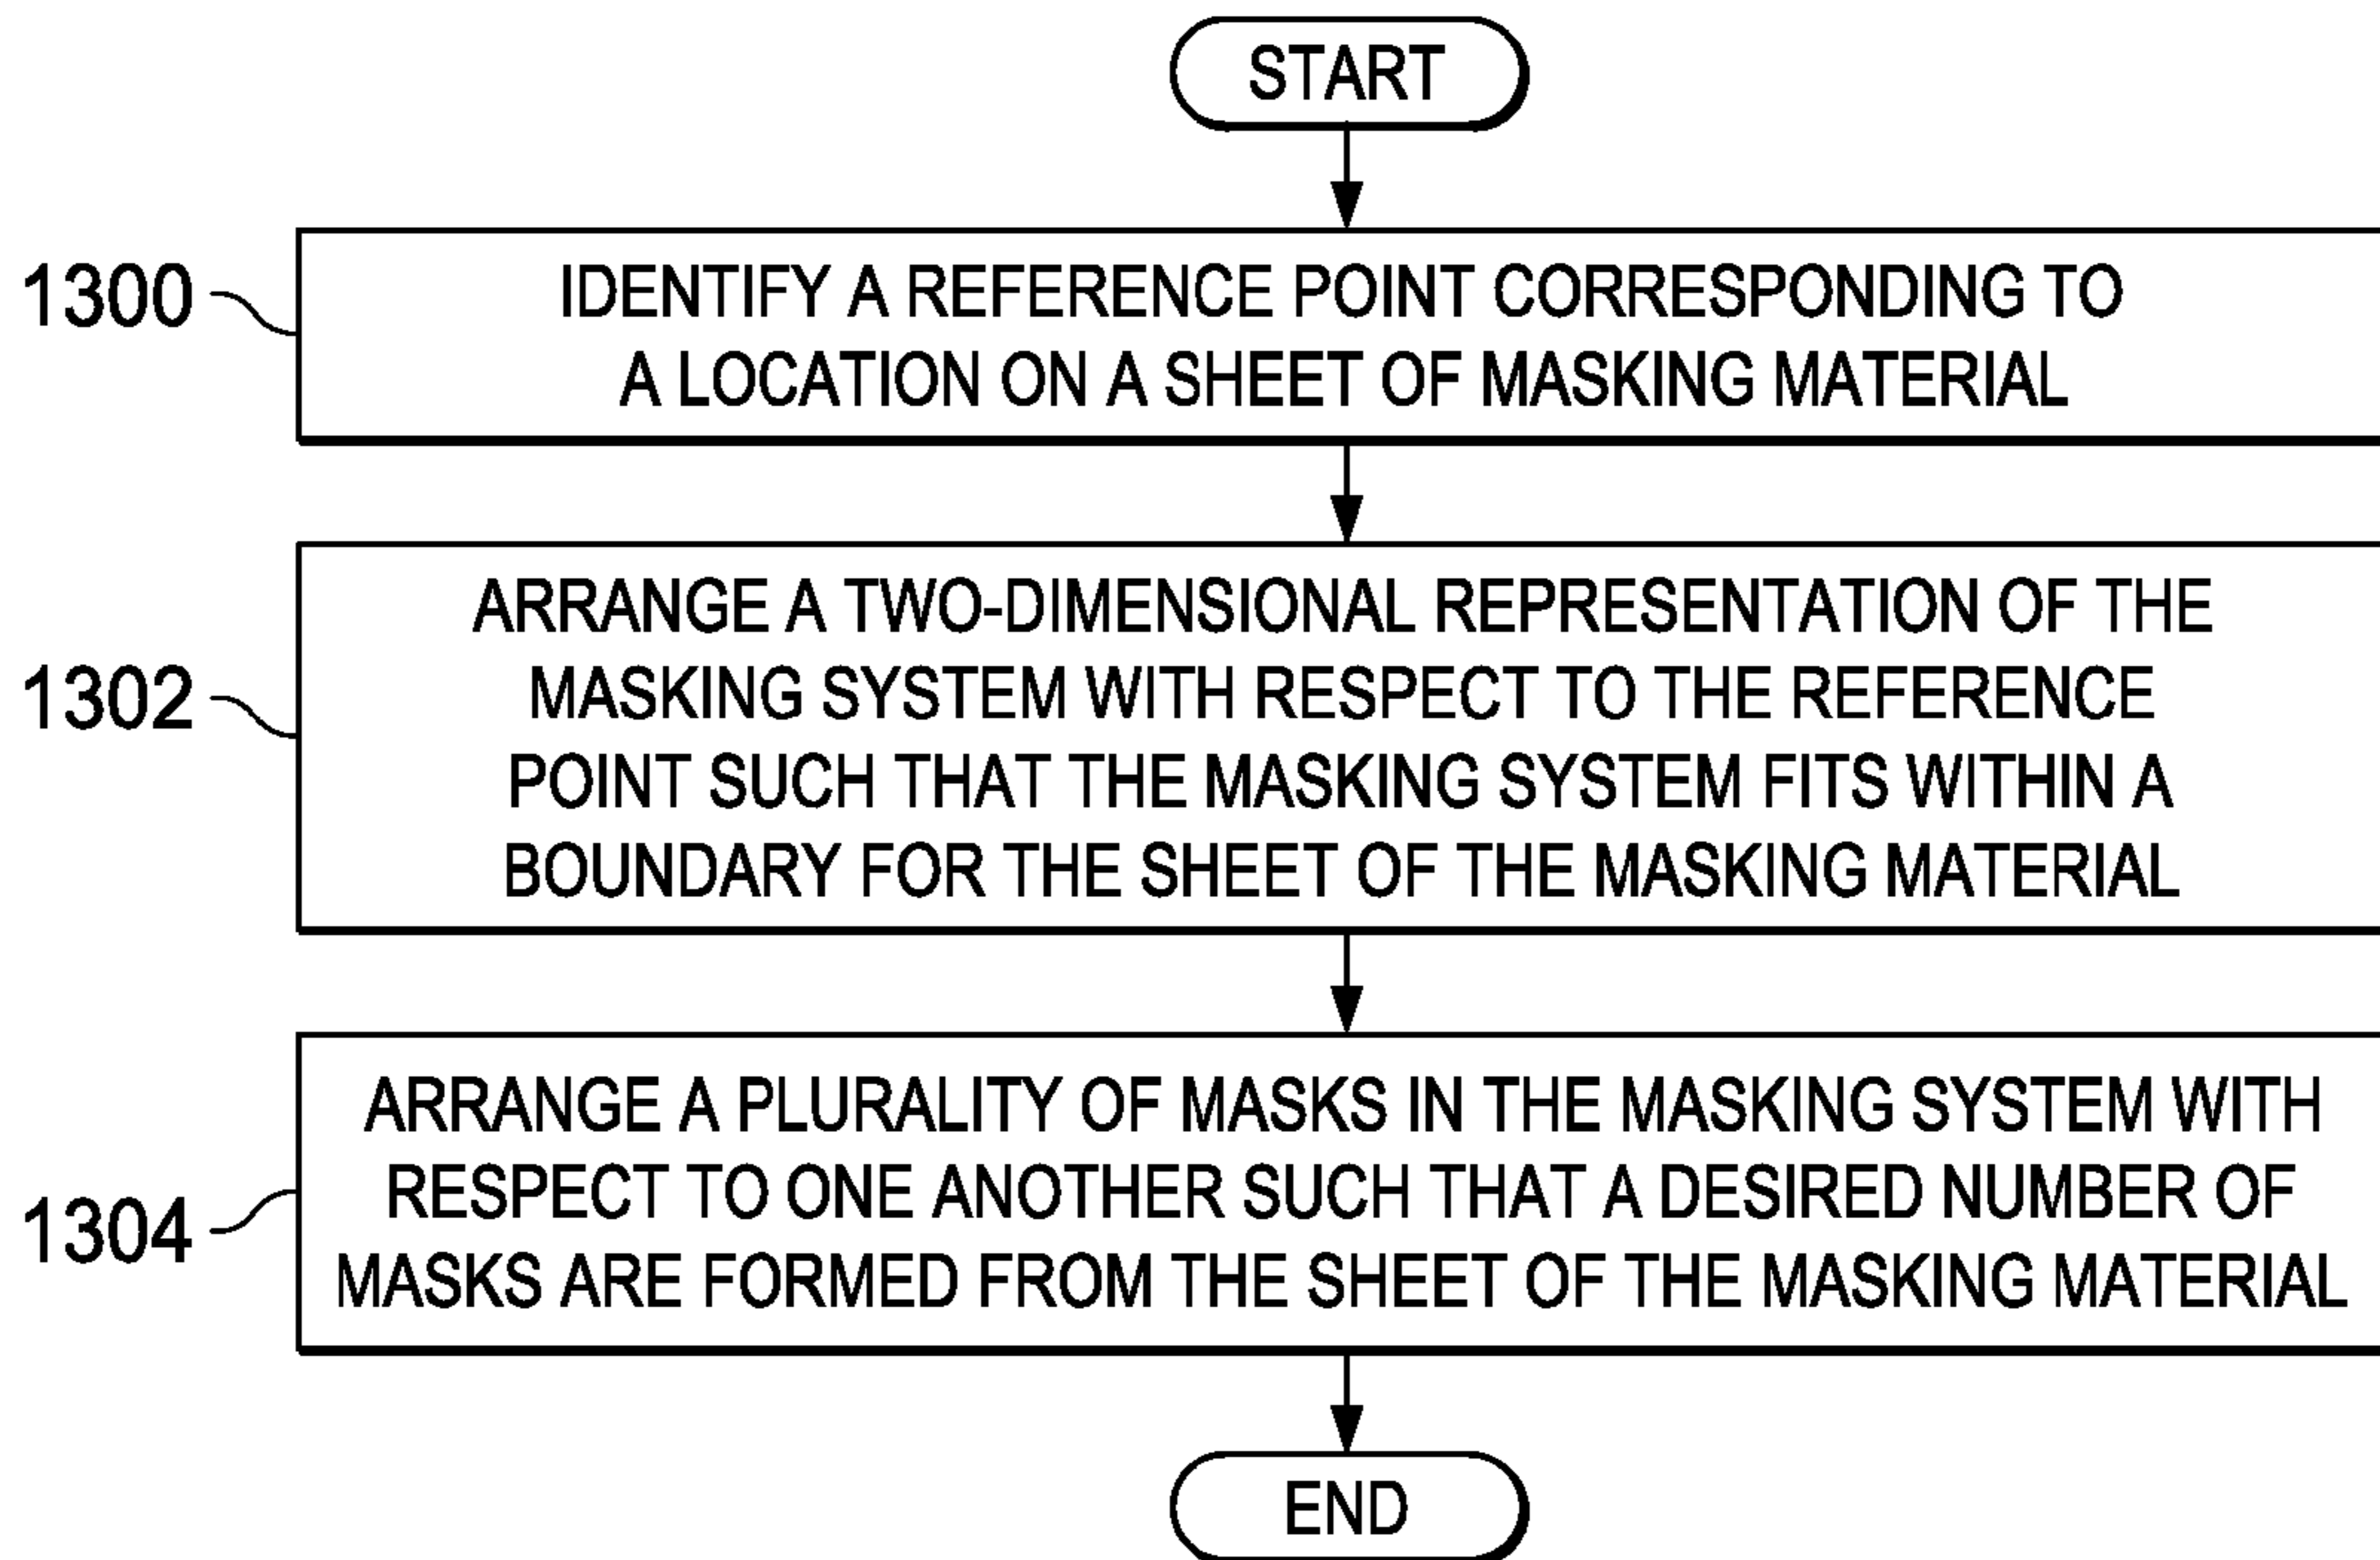 START
1300
IDENTIFY A REFERENCE POINT CORRESPONDING TO
A LOCATION ON A SHEET OF MASKING MATERIAL
1302
ARRANGE A TWO-DIMENSIONAL REPRESENTATION OF THE
MASKING SYSTEM WITH RESPECT TO THE REFERENCE
POINT SUCH THAT THE MASKING SYSTEM FITS WITHIN A
BOUNDARY FOR THE SHEET OF THE MASKING MATERIAL
1304
ARRANGE A PLURALITY OF MASKS IN THE MASKING SYSTEM WITH
RESPECT TO ONE ANOTHER SUCH THAT A DESIRED NUMBER OF
MASKS ARE FORMED FROM THE SHEET OF THE MASKING MATERIAL
END